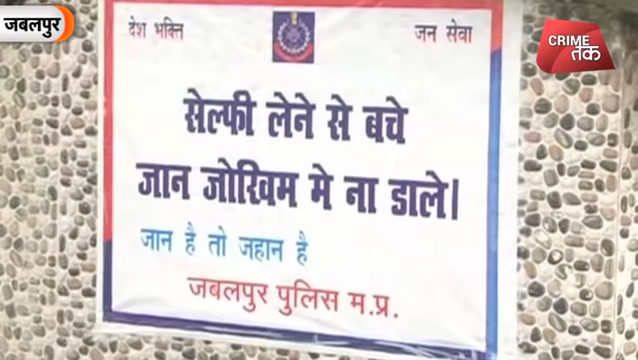 जबलपुर
CRIME
तक
देश भक्ति जन सेवा
सेल्फी लेने से बचे
जान जोखिम मे ना डाले।
जान है तो जहान है
जबलपुर पुलिस म.प्र.